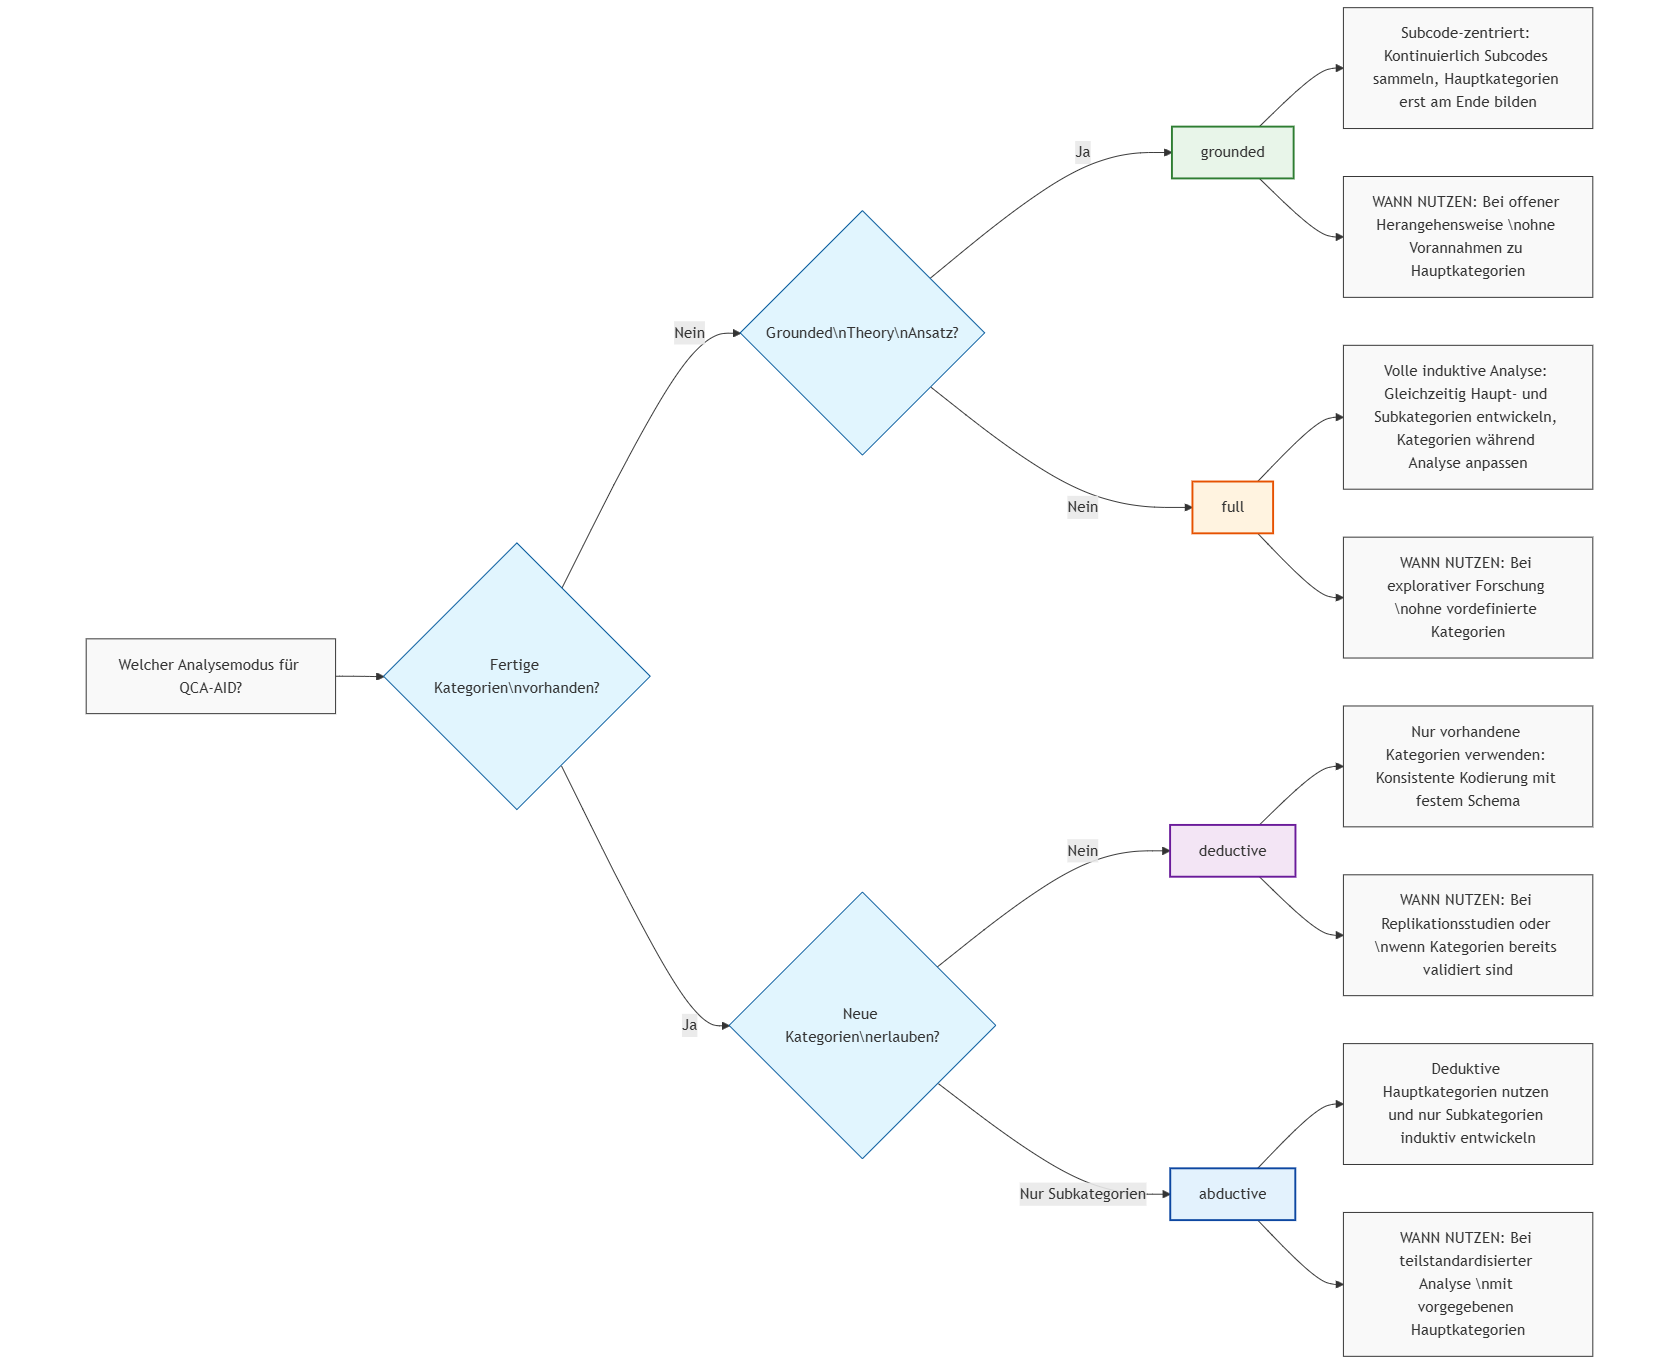 Welcher Analysemodus für
QCA-AID?
Fertige
Kategorien\nvorhanden?
Nein
Ja
Grounded\nTheory\nAnsatz?
Ja
Nein
Neue
Kategorien\nerlauben?
Nein
Nur Subkategorien
grounded
Subcode-zentriert:
Kontinuierlich Subcodes
sammeln, Hauptkategorien
erst am Ende bilden
WANN NUTZEN: Bei offener
Herangehensweise \nohne
Vorannahmen zu
Hauptkategorien
full
Volle induktive Analyse:
Gleichzeitig Haupt- und
Subkategorien entwickeln,
Kategorien während
Analyse anpassen
WANN NUTZEN: Bei
explorativer Forschung
\nohne vordefinierte
Kategorien
deductive
Nur vorhandene
Kategorien verwenden:
Konsistente Kodierung mit
festem Schema
WANN NUTZEN: Bei
Replikationsstudien oder
\nwenn Kategorien bereits
validiert sind
abductive
Deduktive
Hauptkategorien nutzen
und nur Subkategorien
induktiv entwickeln
WANN NUTZEN: Bei
teilstandardisierter
Analyse \nmit
vorgegebenen
Hauptkategorien